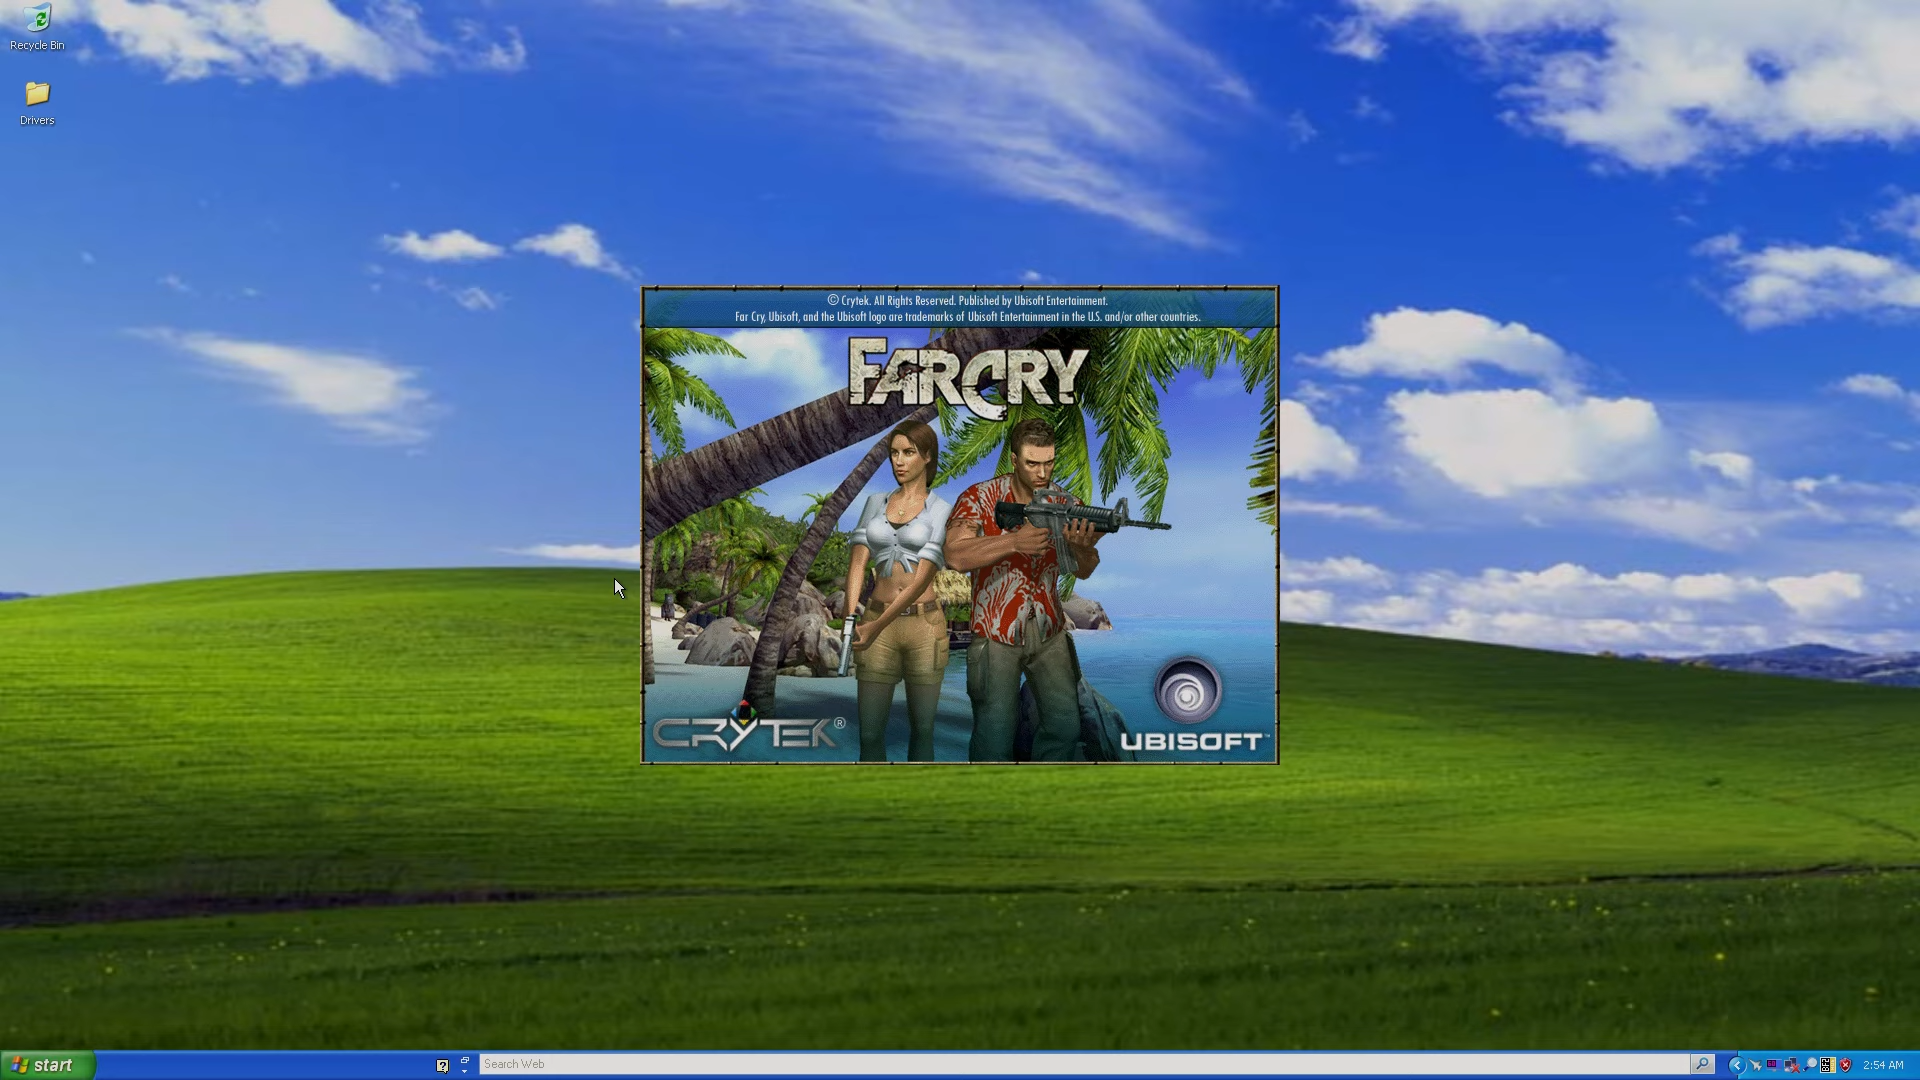 Recycle Bin
Drivers
© Crytek. All Rights Reserved. Published by Ubisoft Entertainment.
Far Cry, Ubisoft, and the Ubisoft logo are trademarks of Ubisoft Entertainment in the U.S. and/or other countries.
FARCRY
CRYTEK®
UBISOFT™
start
Search Web
2:54 AM